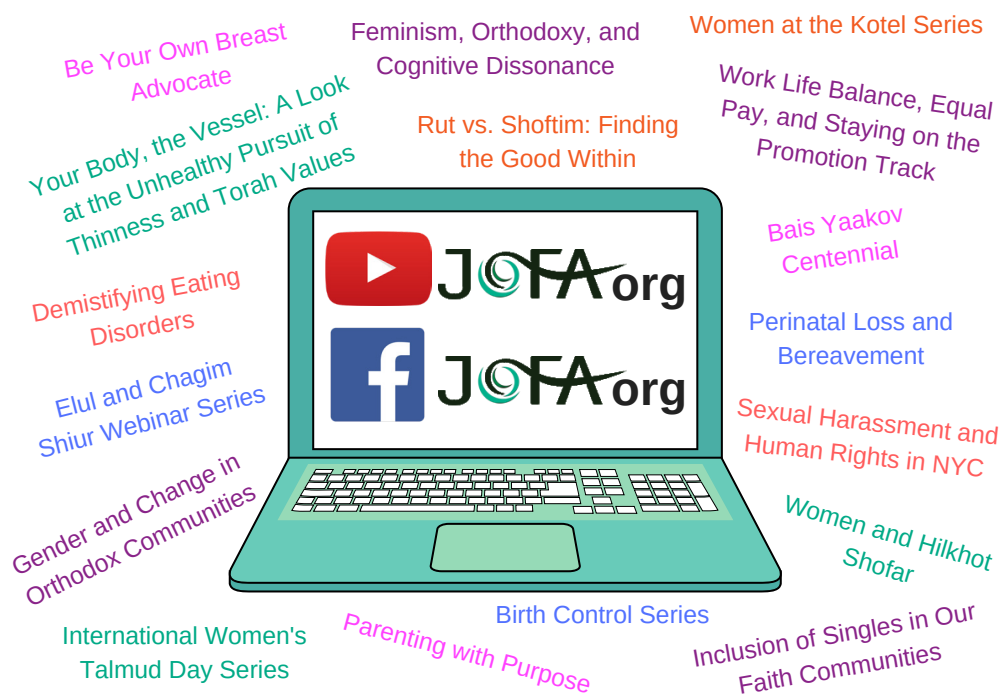 Be Your Own Breast
Advocate
Feminism, Orthodoxy, and
Cognitive Dissonance
Women at the Kotel Series
Your Body, the Vessel: A Look
at the Unhealthy Pursuit of
Thinness and Torah Values
Rut vs. Shoftim: Finding
the Good Within
Work Life Balance, Equal
Pay, and Staying on the
Promotion Track
Bais Yaakov
Centennial
JOFA org
JOFA org
Demistifying Eating
Disorders
Perinatal Loss and
Bereavement
Elul and Chagim
Shiur Webinar Series
Sexual Harassment and
Human Rights in NYC
Gender and Change in
Orthodox Communities
Women and Hilkhot
Shofar
International Women's
Talmud Day Series
Parenting with Purpose
Birth Control Series
Inclusion of Singles in Our
Faith Communities